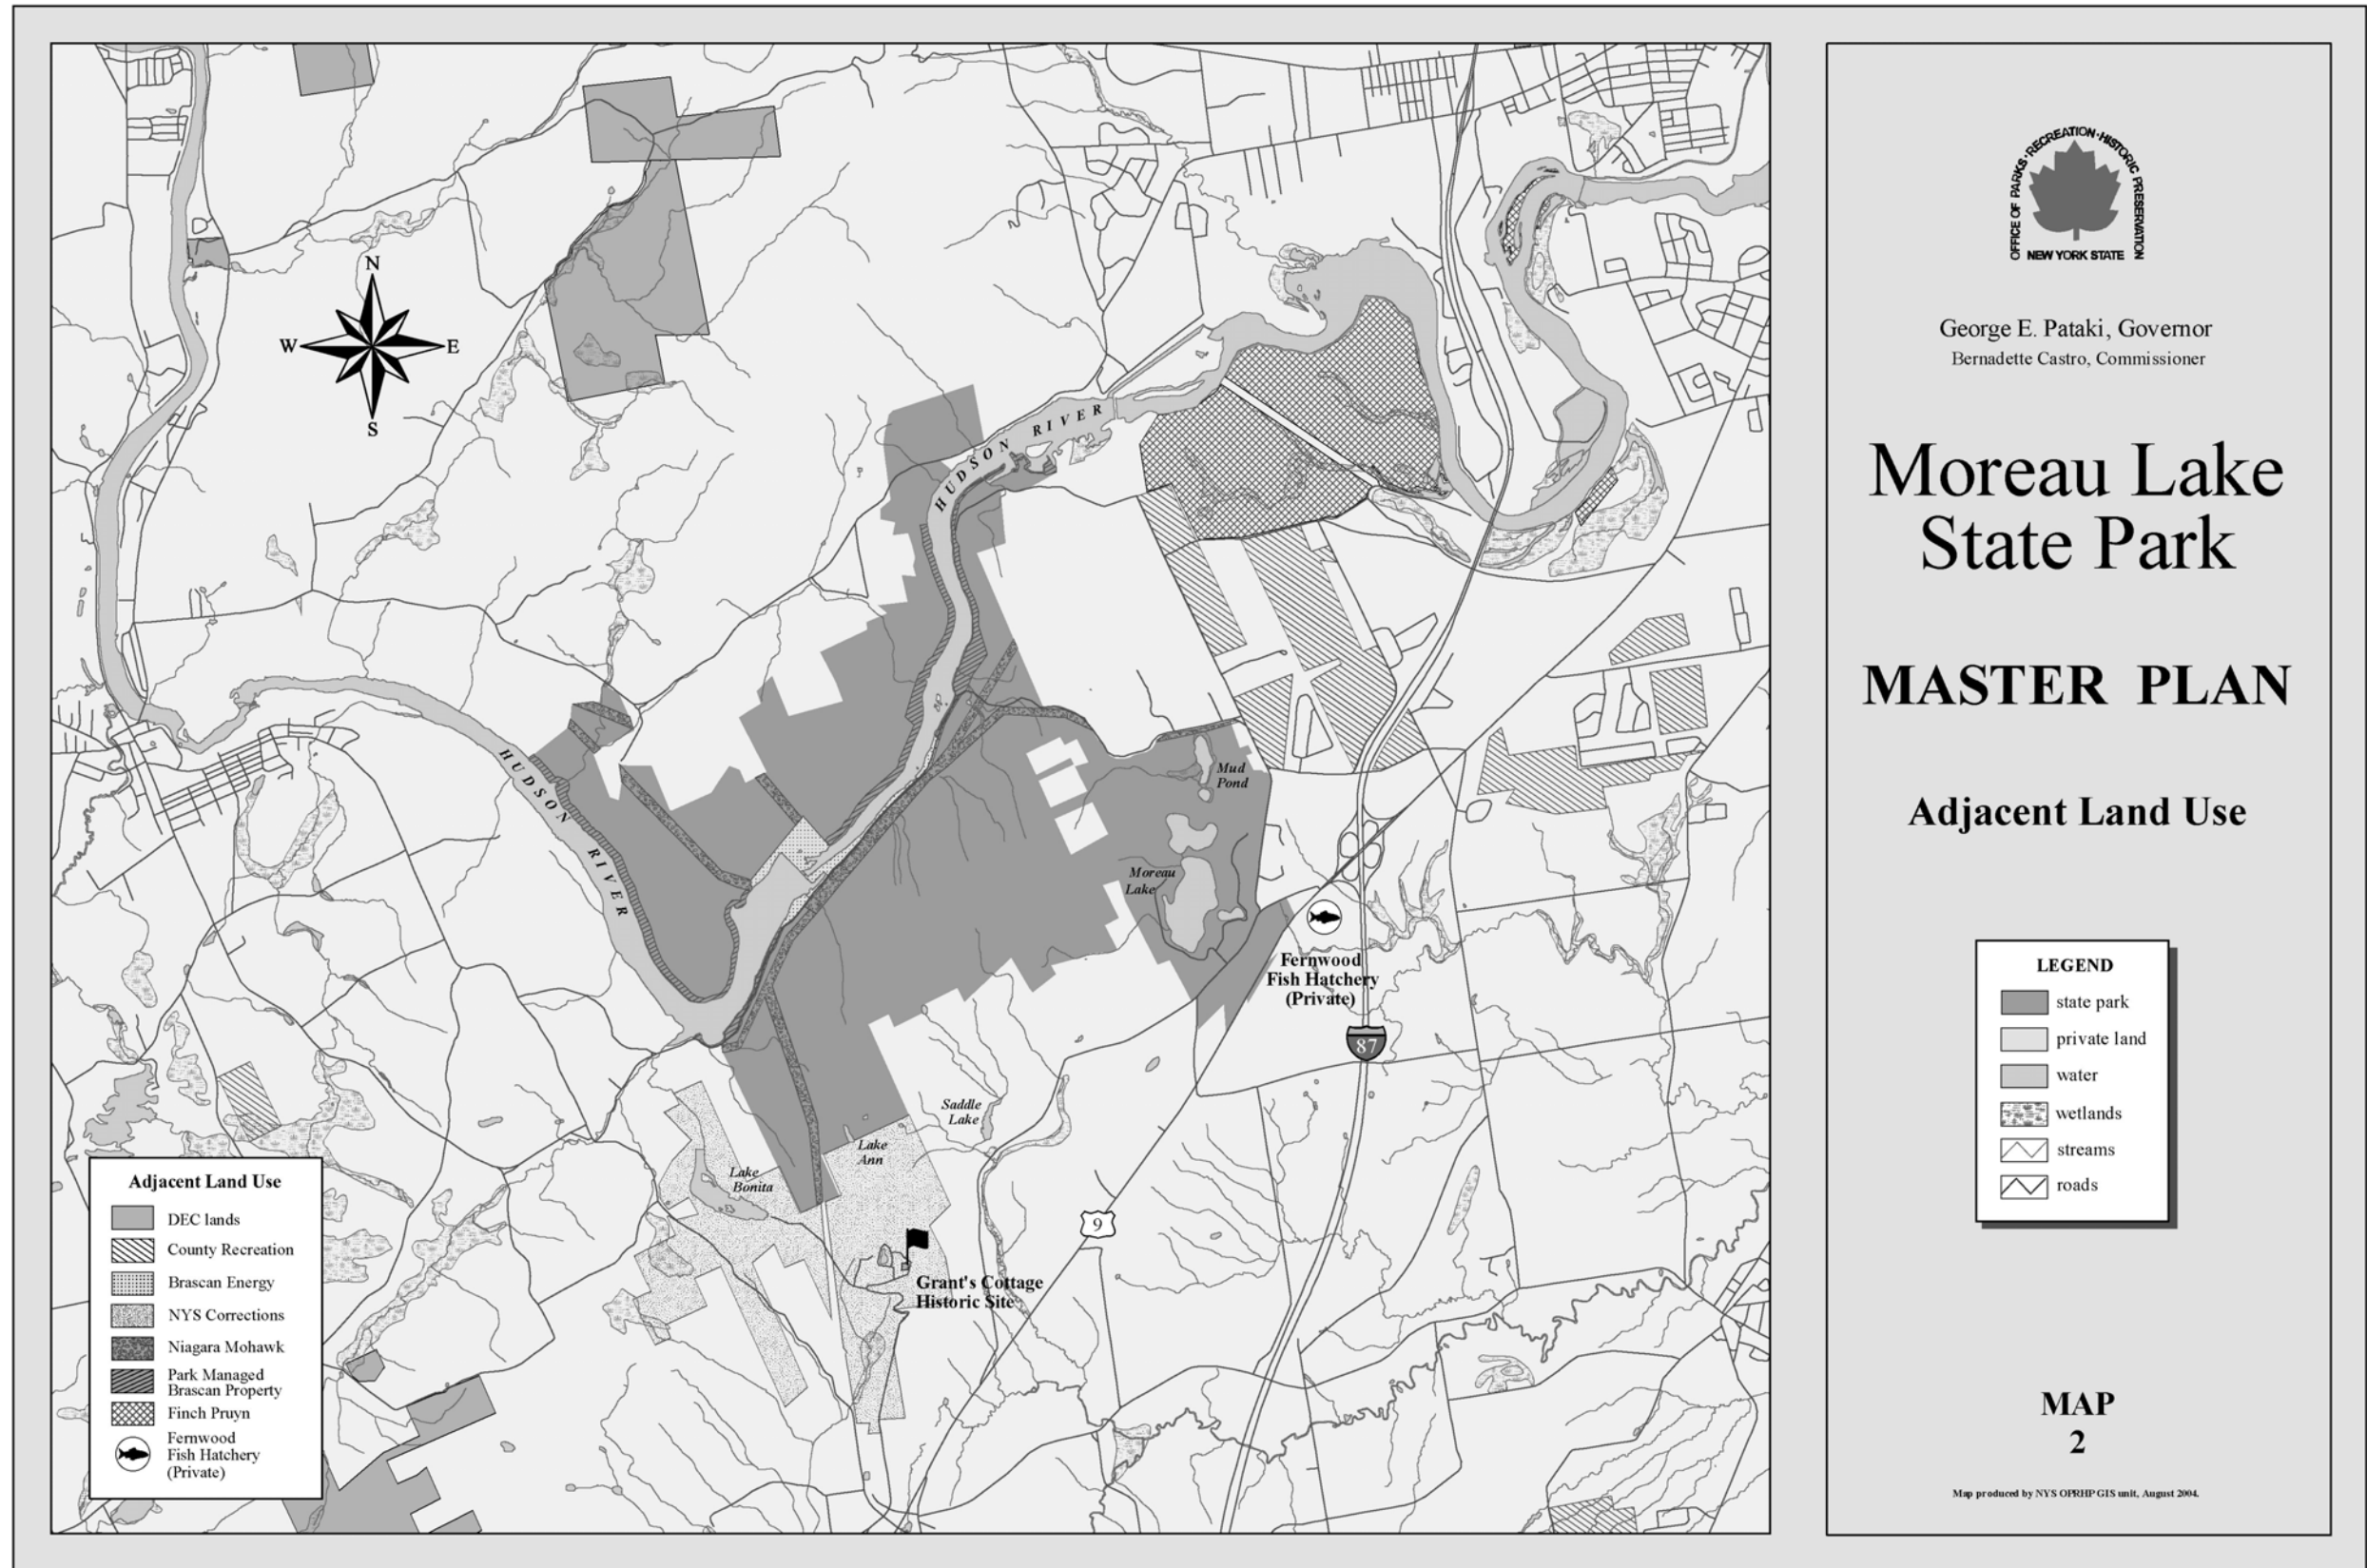 N
W
E
S
HUDSON RIVER
HUDSON RIVER
Mud
Pond
Moreau
Lake
Fernwood
Fish Hatchery
(Private)
87
Saddle
Lake
Lake
Ann
Lake
Bonita
9
Grant's Cottage
Historic Site
Adjacent Land Use
DEC lands
County Recreation
Brascan Energy
NYS Corrections
Niagara Mohawk
Park Managed
Brascan Property
Finch Pruyn
Fernwood
Fish Hatchery
(Private)
OFFICE OF PARKS • RECREATION • HISTORIC PRESERVATION
NEW YORK STATE
George E. Pataki, Governor
Bernadette Castro, Commissioner
Moreau Lake
State Park
MASTER PLAN
Adjacent Land Use
LEGEND
state park
private land
water
wetlands
streams
roads
MAP
2
Map produced by NYS OPRHP GIS unit, August 2004.